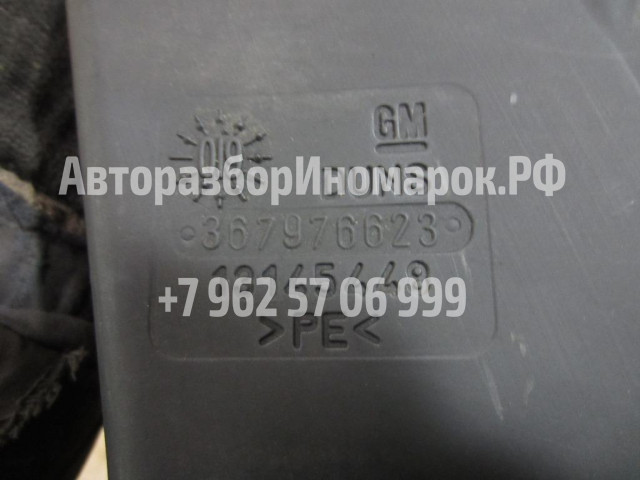 GM
АвторазборИномарок.РФ
367976623
+7 962 57 06 999
>PE<